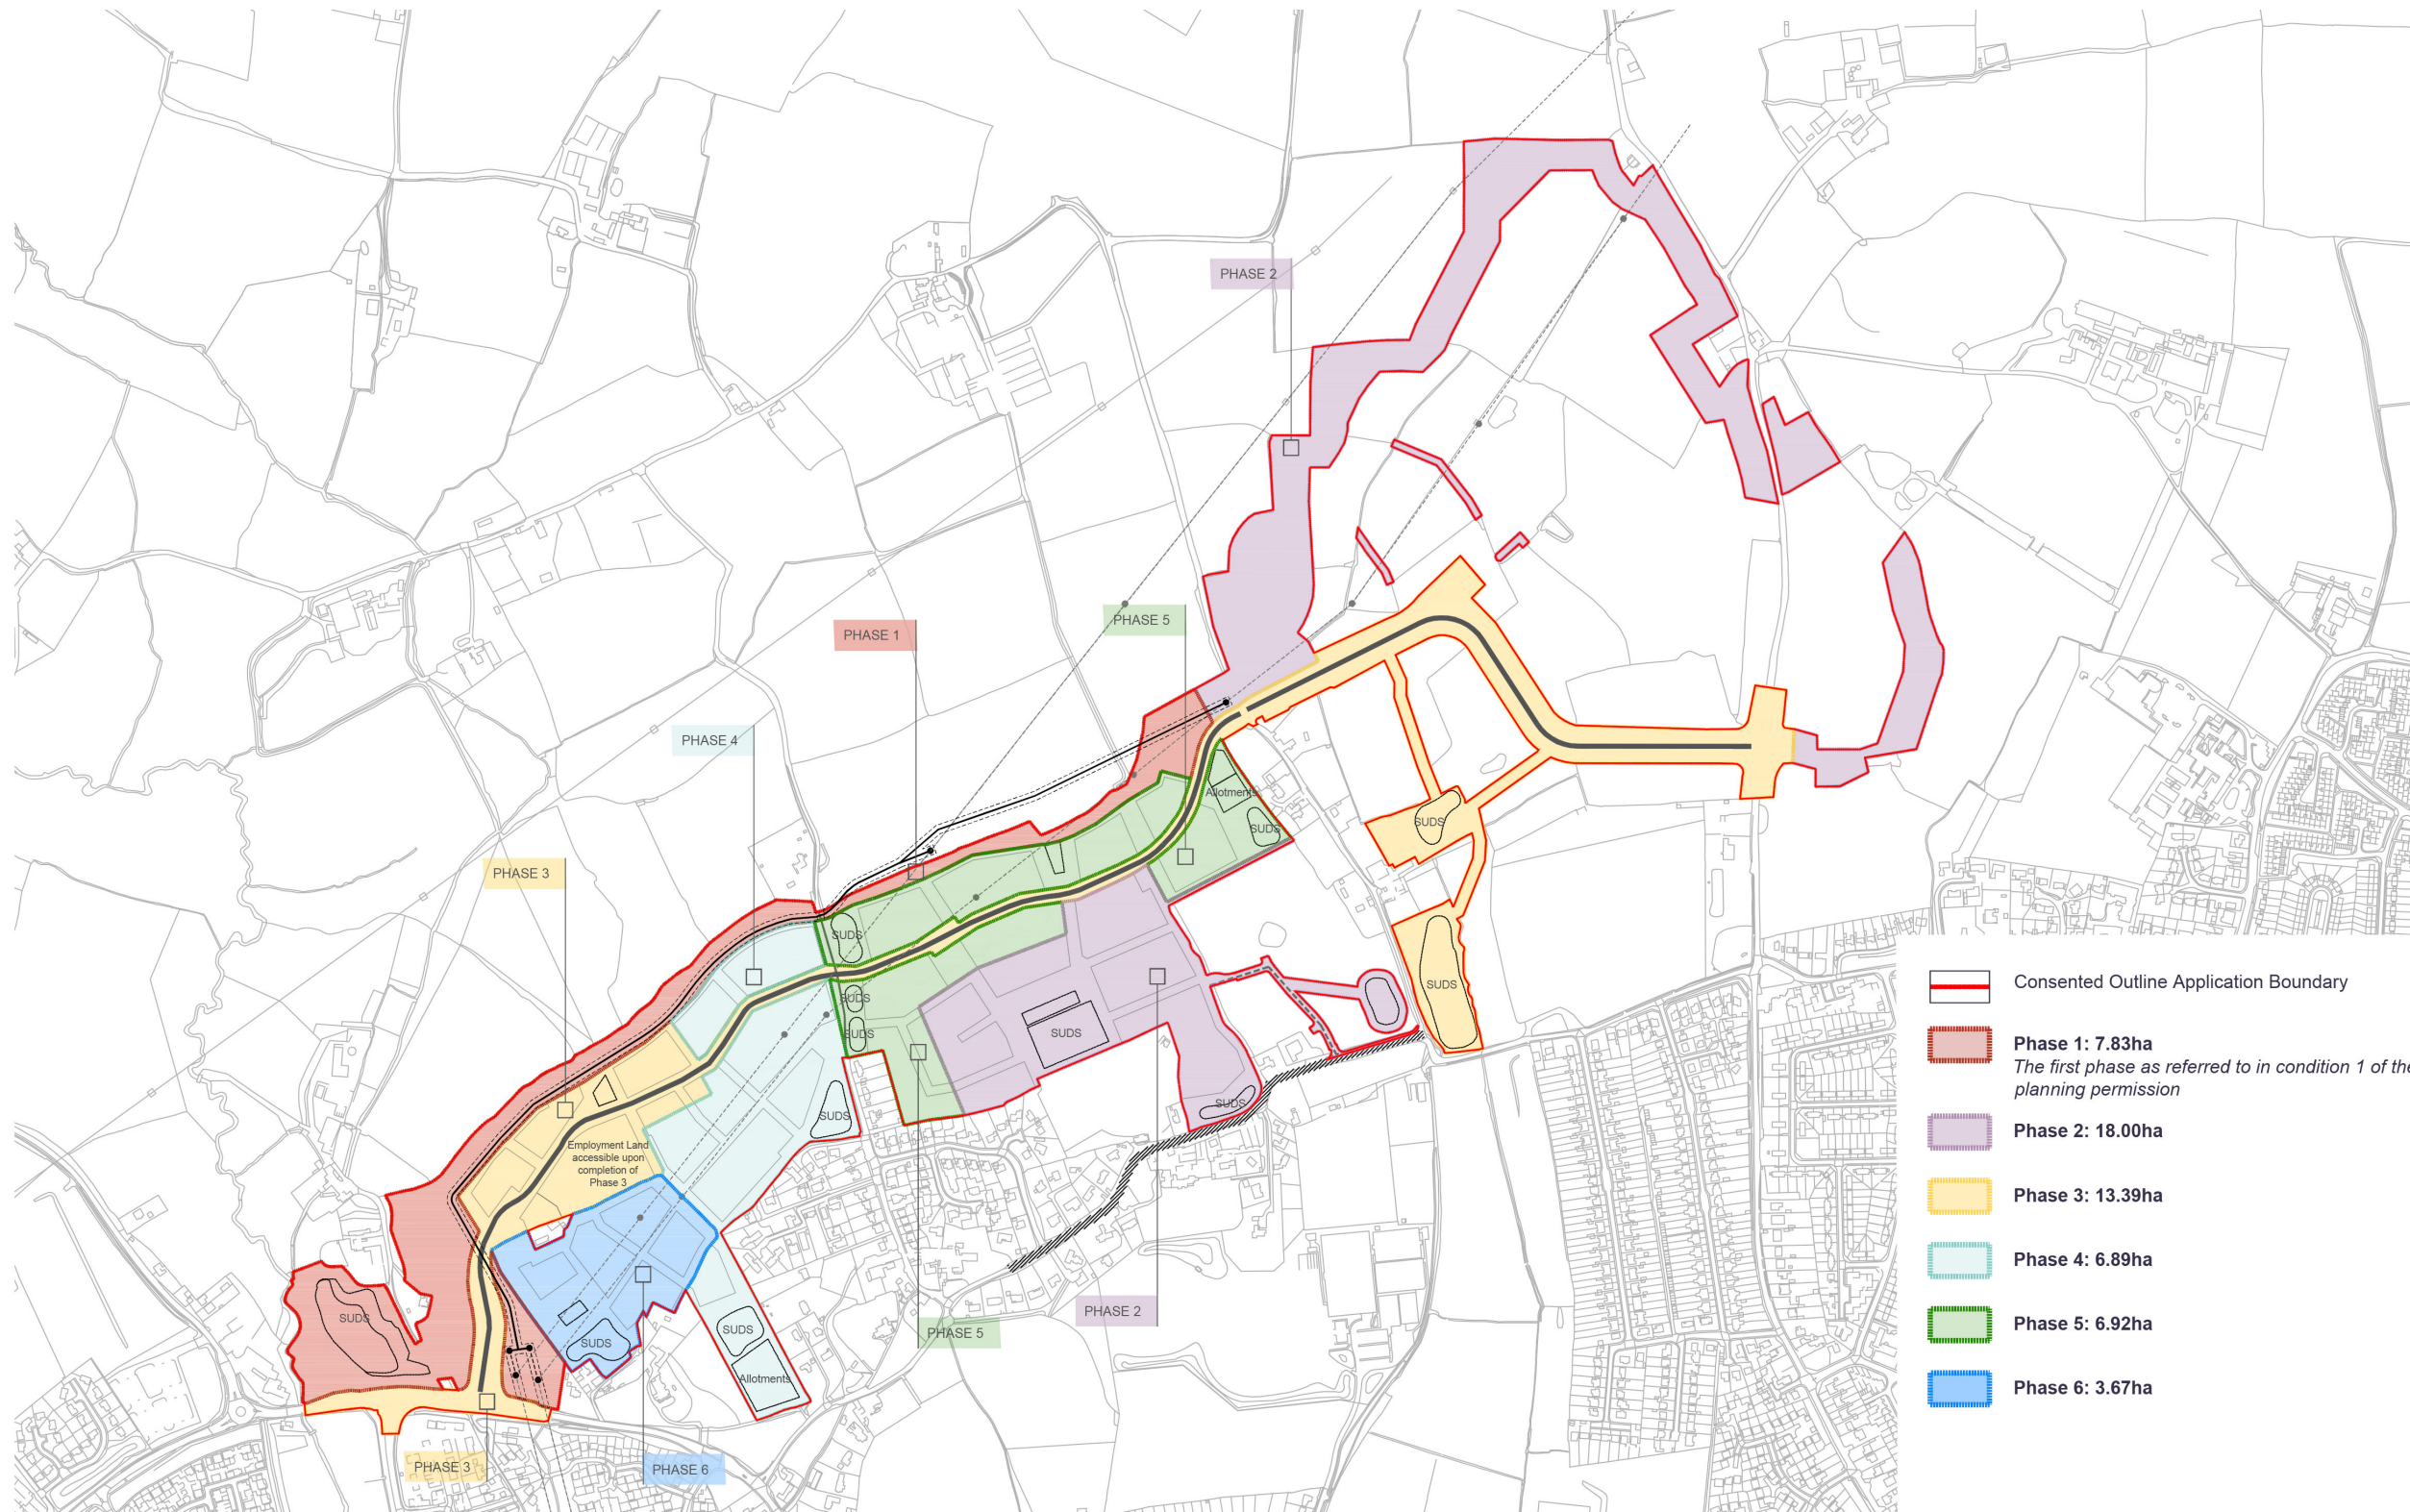 PHASE 2
PHASE 5
PHASE 1
PHASE 4
Allotments
SUDS
SUDS
PHASE 3
SUDS
SUDS
SUDS
SUDS
SUDS
SUDS
SUDS
SUDS
Employment Land
accessible upon
completion of
Phase 3
PHASE 2
SUDS
SUDS
PHASE 5
SUDS
Allotments
PHASE 3
PHASE 6
Consented Outline Application Boundary
Phase 1: 7.83ha
The first phase as referred to in condition 1 of the
planning permission
Phase 2: 18.00ha
Phase 3: 13.39ha
Phase 4: 6.89ha
Phase 5: 6.92ha
Phase 6: 3.67ha